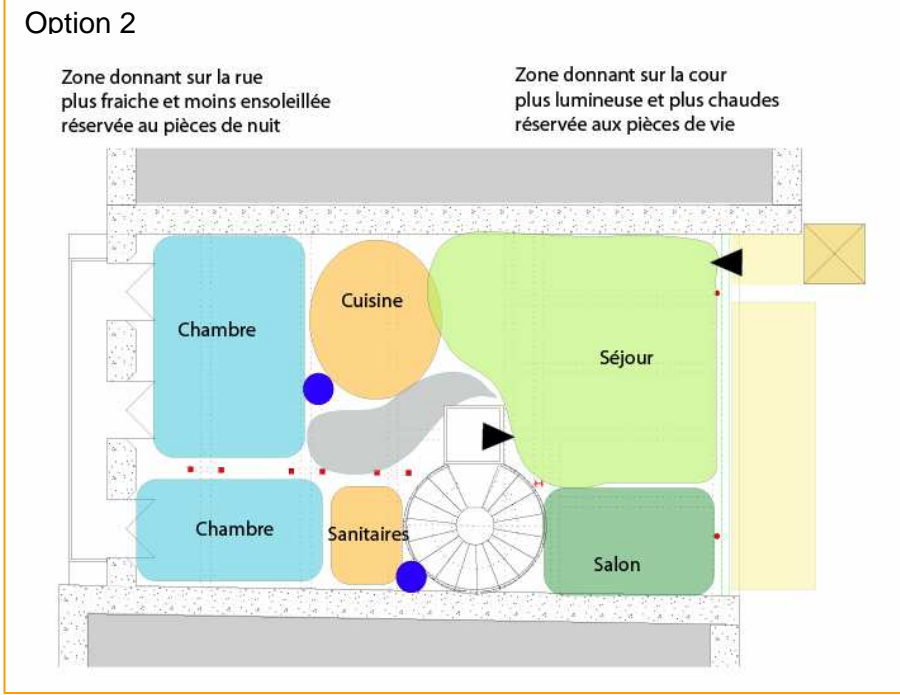 Option 2
Zone donnant sur la rue
plus fraiche et moins ensoleillée
réservée au pièces de nuit
Zone donnant sur la cour
plus lumineuse et plus chaudes
réservée aux pièces de vie
Cuisine
Chambre
Séjour
Chambre
Sanitaires
Salon